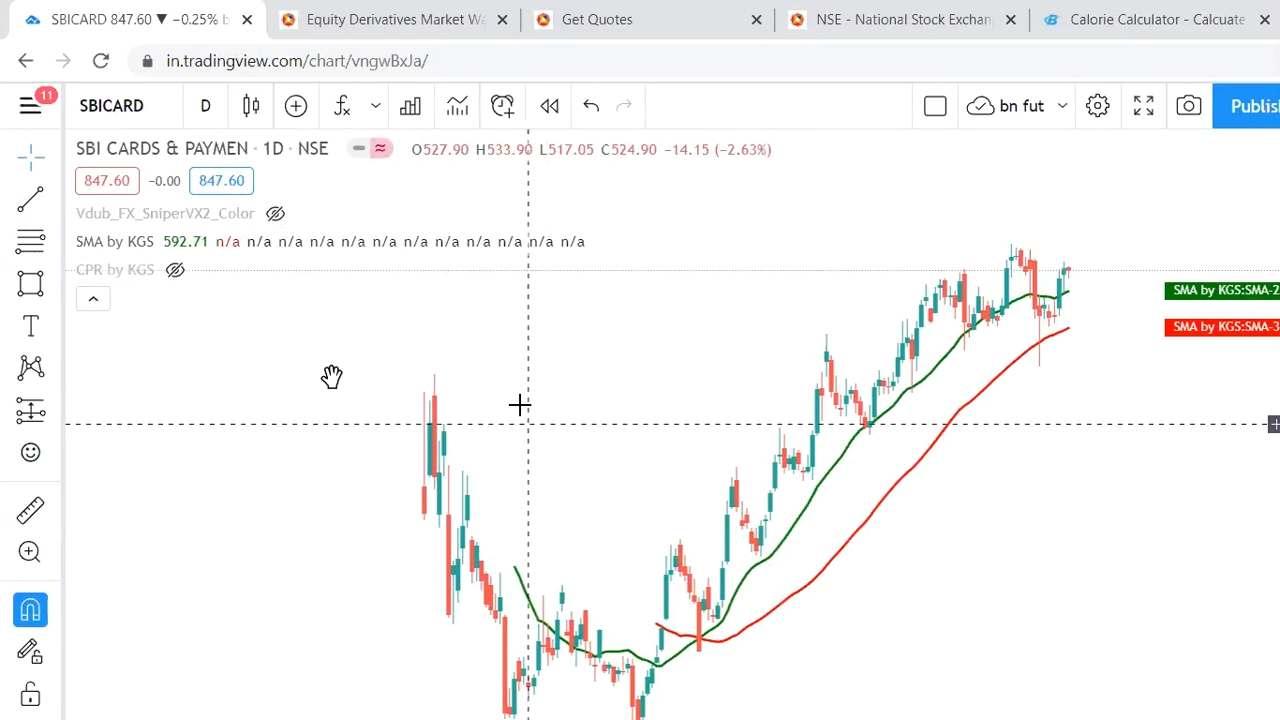 SBICARD 847.60 ▼ −0.25% b
Equity Derivatives Market Wa
Get Quotes
NSE - National Stock Exchan
Calorie Calculator - Calcuate
in.tradingview.com/chart/vngwBxJa/
11
SBICARD
D
bn fut
Publish
SBI CARDS & PAYMEN · 1D · NSE
O527.90 H533.90 L517.05 C524.90 −14.15 (−2.63%)
847.60 −0.00 847.60
Vdub_FX_SniperVX2_Color
SMA by KGS 592.71 n/a n/a n/a n/a n/a n/a n/a n/a n/a n/a n/a n/a
CPR by KGS
SMA by KGS:SMA-2
SMA by KGS:SMA-3